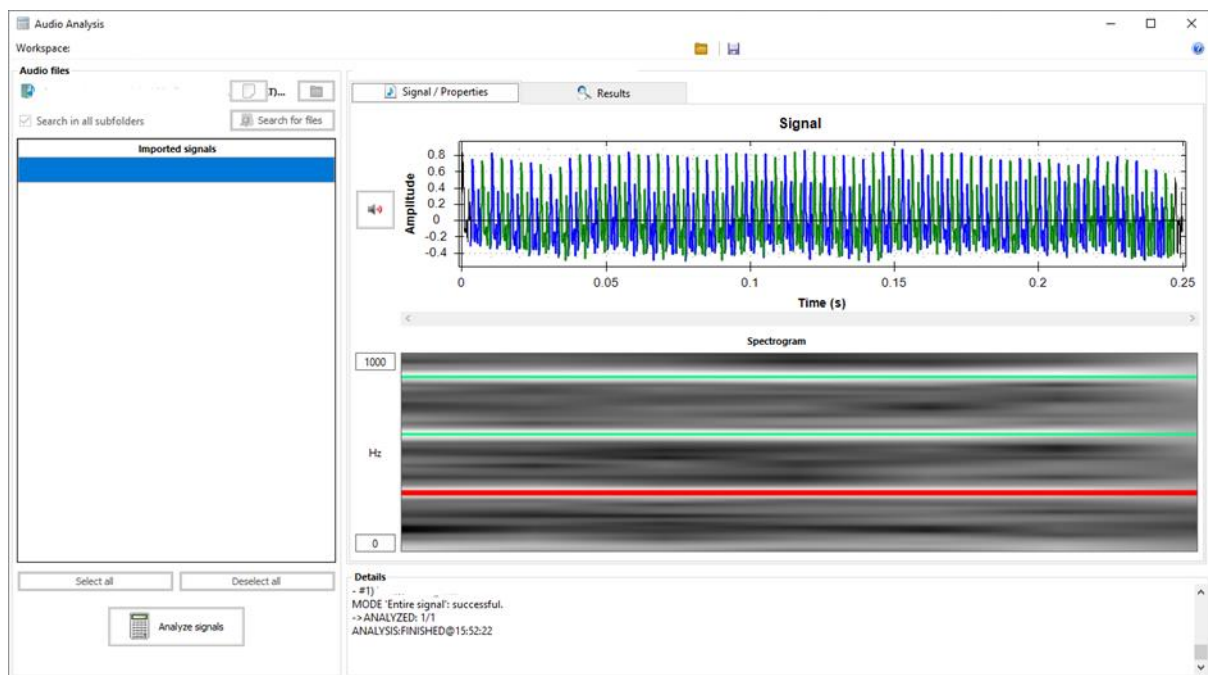 Audio Analysis
Workspace:
Audio files
Search in all subfolders
Search for files
Imported signals
Select all
Deselect all
Analyze signals
Signal / Properties
Results
Signal
Amplitude
0.8
0.6
0.4
0.2
0
-0.2
-0.4
0 0.05 0.1 0.15 0.2 0.25
Time (s)
Spectrogram
1000
Hz
0
Details
- #1)
MODE 'Entire signal': successful.
->ANALYZED: 1/1
ANALYSIS:FINISHED@15:52:22